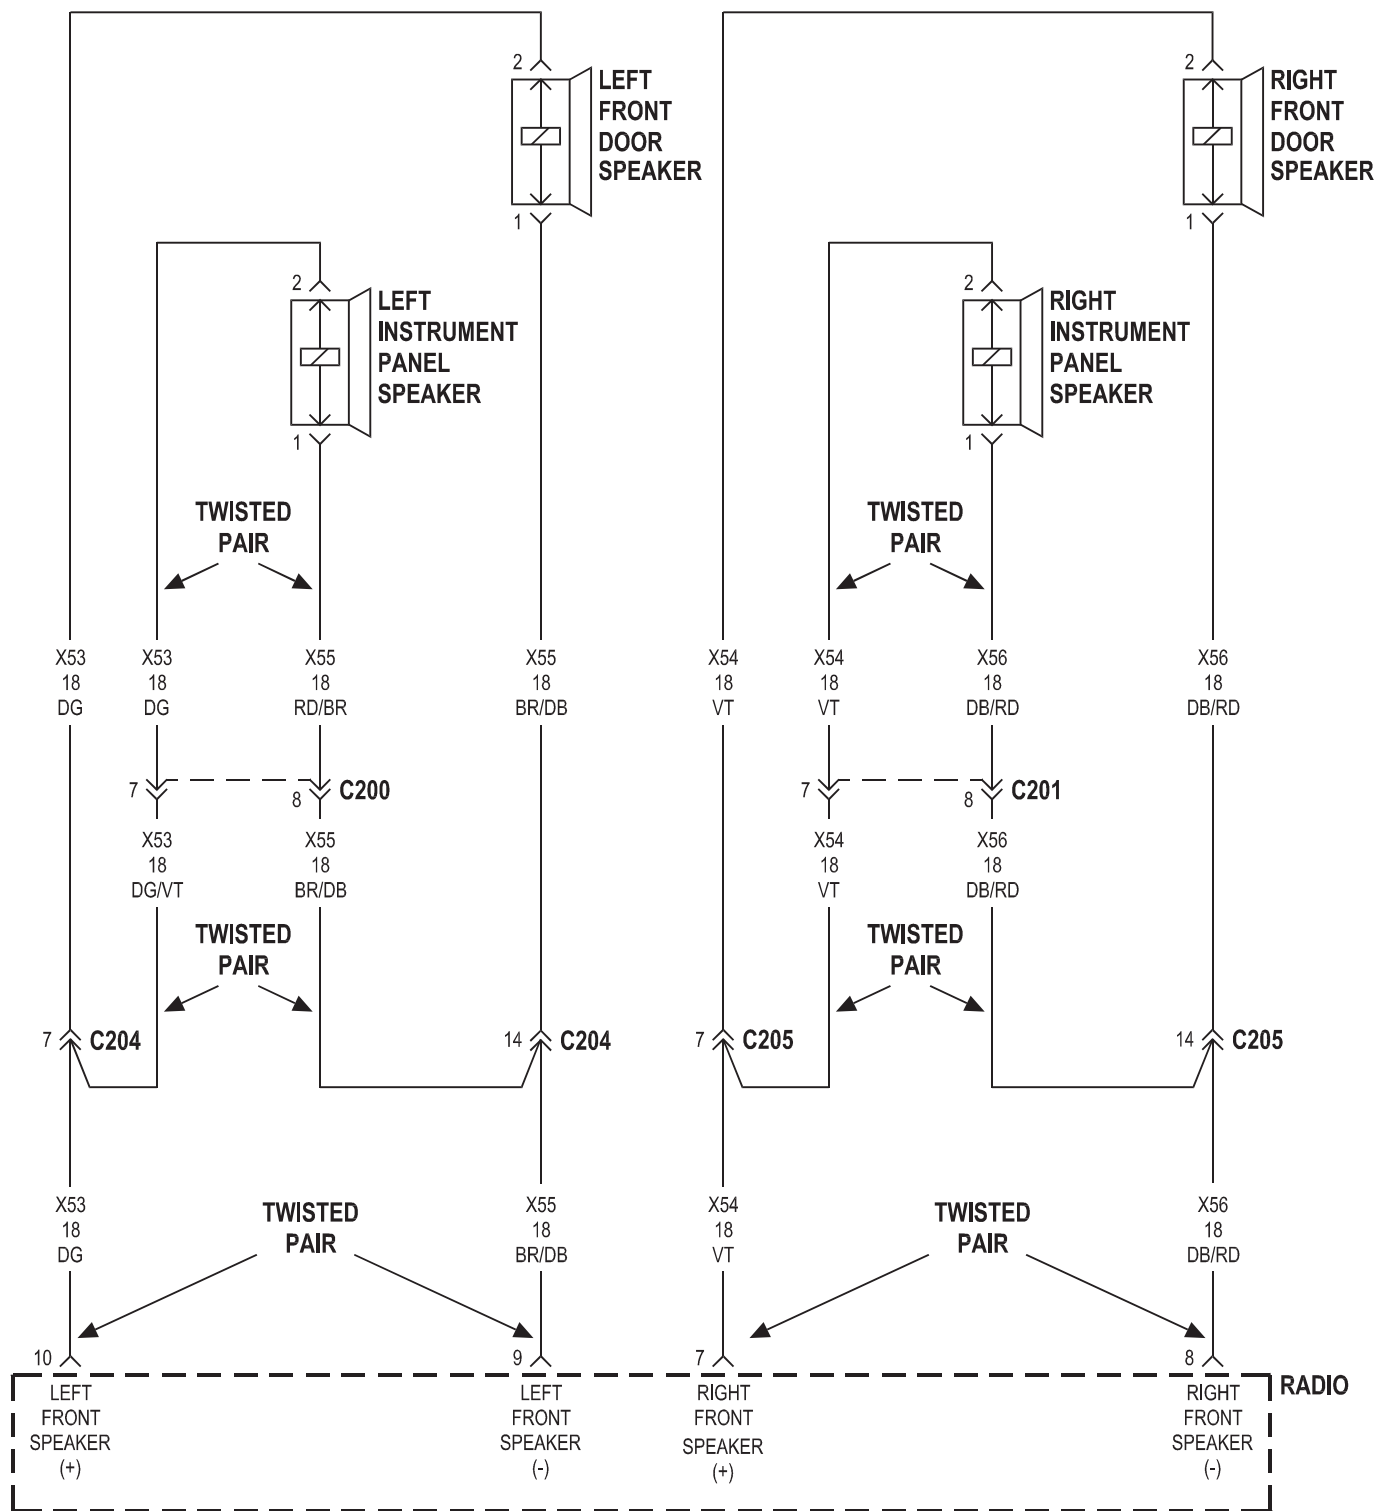 2
LEFT
FRONT
DOOR
SPEAKER
1
2
RIGHT
FRONT
DOOR
SPEAKER
1
2
LEFT
INSTRUMENT
PANEL
SPEAKER
1
2
RIGHT
INSTRUMENT
PANEL
SPEAKER
1
TWISTED
PAIR
TWISTED
PAIR
X53
18
DG
X53
18
DG
X55
18
RD/BR
X55
18
BR/DB
X54
18
VT
X54
18
VT
X56
18
DB/RD
X56
18
DB/RD
7
8
C200
7
8
C201
X53
18
DG/VT
X55
18
BR/DB
X54
18
VT
X56
18
DB/RD
TWISTED
PAIR
TWISTED
PAIR
7
C204
14
C204
7
C205
14
C205
X53
18
DG
TWISTED
PAIR
X55
18
BR/DB
X54
18
VT
TWISTED
PAIR
X56
18
DB/RD
10
9
7
8
RADIO
LEFT
FRONT
SPEAKER
(+)
LEFT
FRONT
SPEAKER
(-)
RIGHT
FRONT
SPEAKER
(+)
RIGHT
FRONT
SPEAKER
(-)